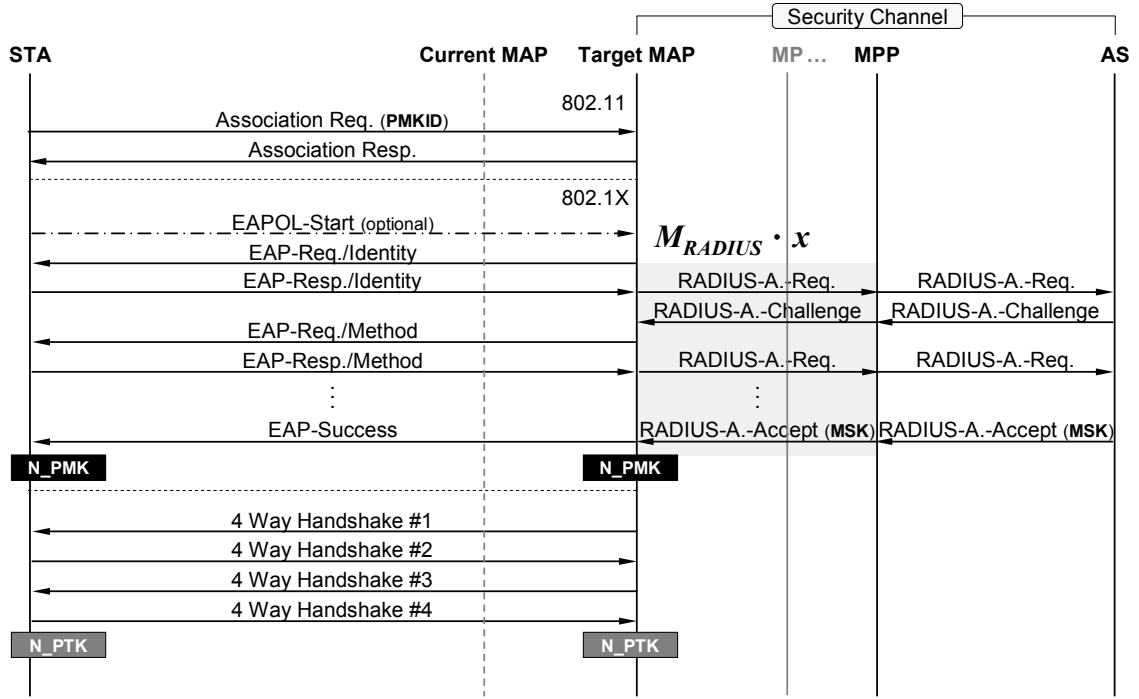 Security Channel
STA Current MAP Target MAP MP ... MPP AS
802.11
Association Req. (PMKID)
Association Resp.
802.1X
EAPOL-Start (optional)
M_RADIUS · x
EAP-Req./Identity
EAP-Resp./Identity RADIUS-A.-Req. RADIUS-A.-Req.
RADIUS-A.-Challenge RADIUS-A.-Challenge
EAP-Req./Method
EAP-Resp./Method RADIUS-A.-Req. RADIUS-A.-Req.
⋮ ⋮
EAP-Success RADIUS-A.-Accept (MSK) RADIUS-A.-Accept (MSK)
N_PMK N_PMK
4 Way Handshake #1
4 Way Handshake #2
4 Way Handshake #3
4 Way Handshake #4
N_PTK N_PTK